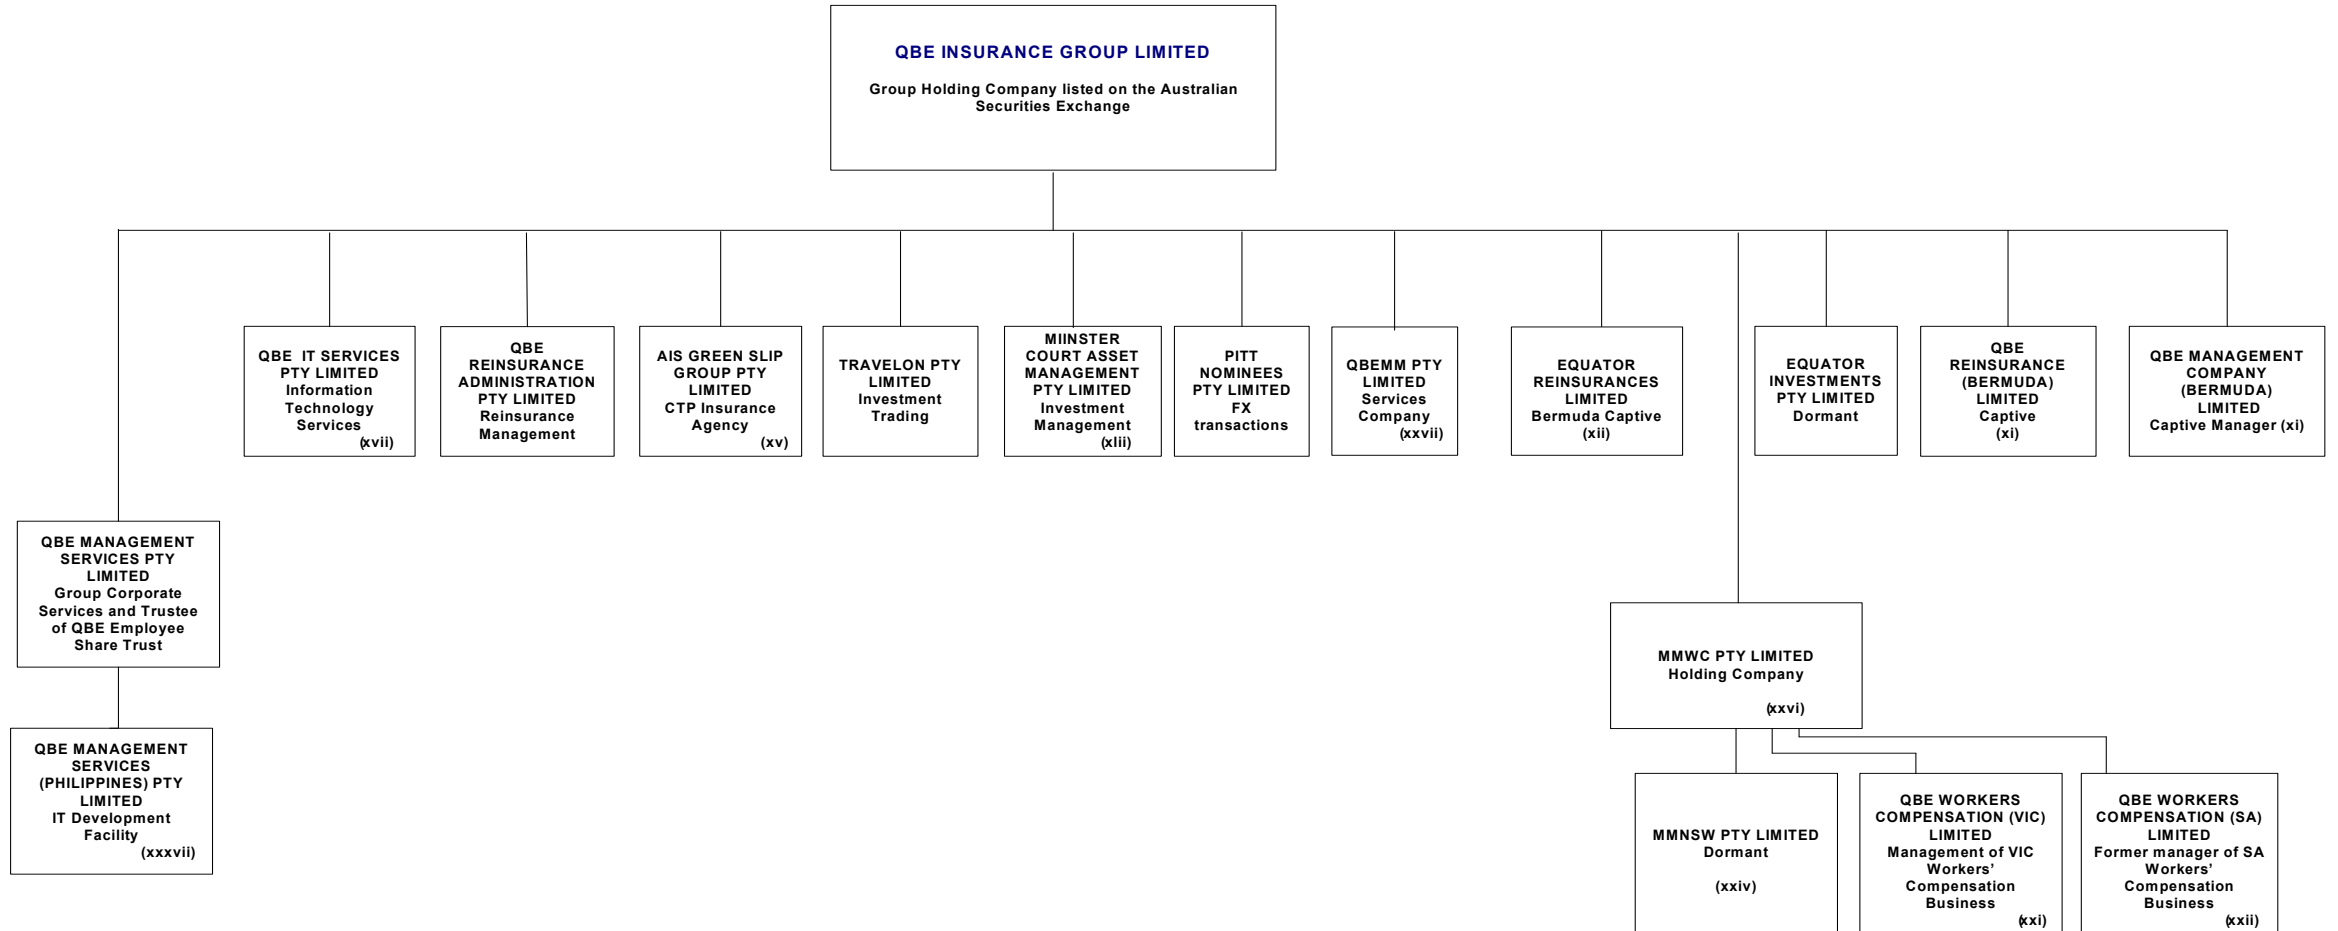 QBE INSURANCE GROUP LIMITED
Group Holding Company listed on the Australian
Securities Exchange
QBE IT SERVICES
PTY LIMITED
Information
Technology
Services
(xvii)
QBE
REINSURANCE
ADMINISTRATION
PTY LIMITED
Reinsurance
Management
AIS GREEN SLIP
GROUP PTY
LIMITED
CTP Insurance
Agency
(xv)
TRAVELON PTY
LIMITED
Investment
Trading
MIINSTER
COURT ASSET
MANAGEMENT
PTY LIMITED
Investment
Management
(xlii)
PITT
NOMINEES
PTY LIMITED
FX
transactions
QBEMM PTY
LIMITED
Services
Company
(xxvii)
EQUATOR
REINSURANCES
LIMITED
Bermuda Captive
(xii)
EQUATOR
INVESTMENTS
PTY LIMITED
Dormant
QBE
REINSURANCE
(BERMUDA)
LIMITED
Captive
(xi)
QBE MANAGEMENT
COMPANY
(BERMUDA)
LIMITED
Captive Manager (xi)
QBE MANAGEMENT
SERVICES PTY
LIMITED
Group Corporate
Services and Trustee
of QBE Employee
Share Trust
MMWC PTY LIMITED
Holding Company
(xxvi)
QBE MANAGEMENT
SERVICES
(PHILIPPINES) PTY
LIMITED
IT Development
Facility
(xxxvii)
MMNSW PTY LIMITED
Dormant
(xxiv)
QBE WORKERS
COMPENSATION (VIC)
LIMITED
Management of VIC
Workers’
Compensation
Business
(xxi)
QBE WORKERS
COMPENSATION (SA)
LIMITED
Former manager of SA
Workers’
Compensation
Business
(xxii)